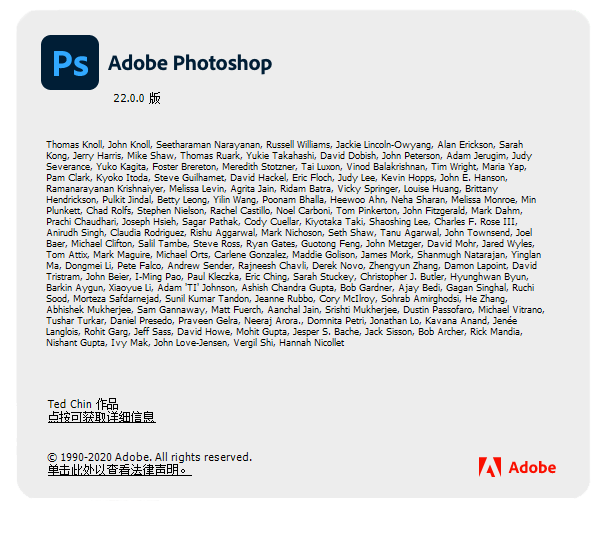 Ps Adobe Photoshop
22.0.0 版
Thomas Knoll, John Knoll, Seetharaman Narayanan, Russell Williams, Jackie Lincoln-Owyang, Alan Erickson, Sarah
Kong, Jerry Harris, Mike Shaw, Thomas Ruark, Yukie Takahashi, David Dobish, John Peterson, Adam Jerugim, Judy
Severance, Yuko Kagita, Foster Brereton, Meredith Stotzner, Tai Luxon, Vinod Balakrishnan, Tim Wright, Maria Yap,
Pam Clark, Kyoko Itoda, Steve Guilhamet, David Hackel, Eric Floch, Judy Lee, Kevin Hopps, John E. Hanson,
Ramanarayanan Krishnaiyer, Melissa Levin, Agrita Jain, Ridam Batra, Vicky Springer, Louise Huang, Brittany
Hendrickson, Pulkit Jindal, Betty Leong, Yilin Wang, Poonam Bhalla, Heewoo Ahn, Neha Sharan, Melissa Monroe, Min
Plunkett, Chad Rolfs, Stephen Nielson, Rachel Castillo, Noel Carboni, Tom Pinkerton, John Fitzgerald, Mark Dahm,
Prachi Chaudhari, Joseph Hsieh, Sagar Pathak, Cody Cuellar, Kiyotaka Taki, Shaoshing Lee, Charles F. Rose III,
Anirudh Singh, Claudia Rodriguez, Rishu Aggarwal, Mark Nichoson, Seth Shaw, Tanu Agarwal, John Townsend, Joel
Baer, Michael Clifton, Salil Tambe, Steve Ross, Ryan Gates, Guotong Feng, John Metzger, David Mohr, Jared Wyles,
Tom Attix, Mark Maguire, Michael Orts, Carlene Gonzalez, Maddie Golison, James Mork, Shanmugh Natarajan, Yinglan
Ma, Dongmei Li, Pete Falco, Andrew Sender, Rajneesh Chavli, Derek Novo, Zhengyun Zhang, Damon Lapoint, David
Tristram, John Beier, I-Ming Pao, Paul Kleczka, Eric Ching, Sarah Stuckey, Christopher J. Butler, Hyunghwan Byun,
Barkin Aygun, Xiaoyue Li, Adam 'TJ' Johnson, Ashish Chandra Gupta, Bob Gardner, Ajay Bedi, Gagan Singhal, Ruchi
Sood, Morteza Safdarnejad, Sunil Kumar Tandon, Jeanne Rubbo, Cory McIlroy, Sohrab Amirghodsi, He Zhang,
Abhishek Mukherjee, Sam Gannaway, Matt Fuerch, Aanchal Jain, Srishti Mukherjee, Dustin Passofaro, Michael Vitrano,
Tushar Turkar, Daniel Presedo, Praveen Gelra, Neeraj Arora., Domnita Petri, Jonathan Lo, Kavana Anand, Jenée
Langlois, Rohit Garg, Jeff Sass, David Howe, Mohit Gupta, Jesper S. Bache, Jack Sisson, Bob Archer, Rick Mandia,
Nishant Gupta, Ivy Mak, John Love-Jensen, Vergil Shi, Hannah Nicollet
Ted Chin 作品
点按可获取详细信息
© 1990-2020 Adobe. All rights reserved.
单击此处以查看法律声明。
Adobe